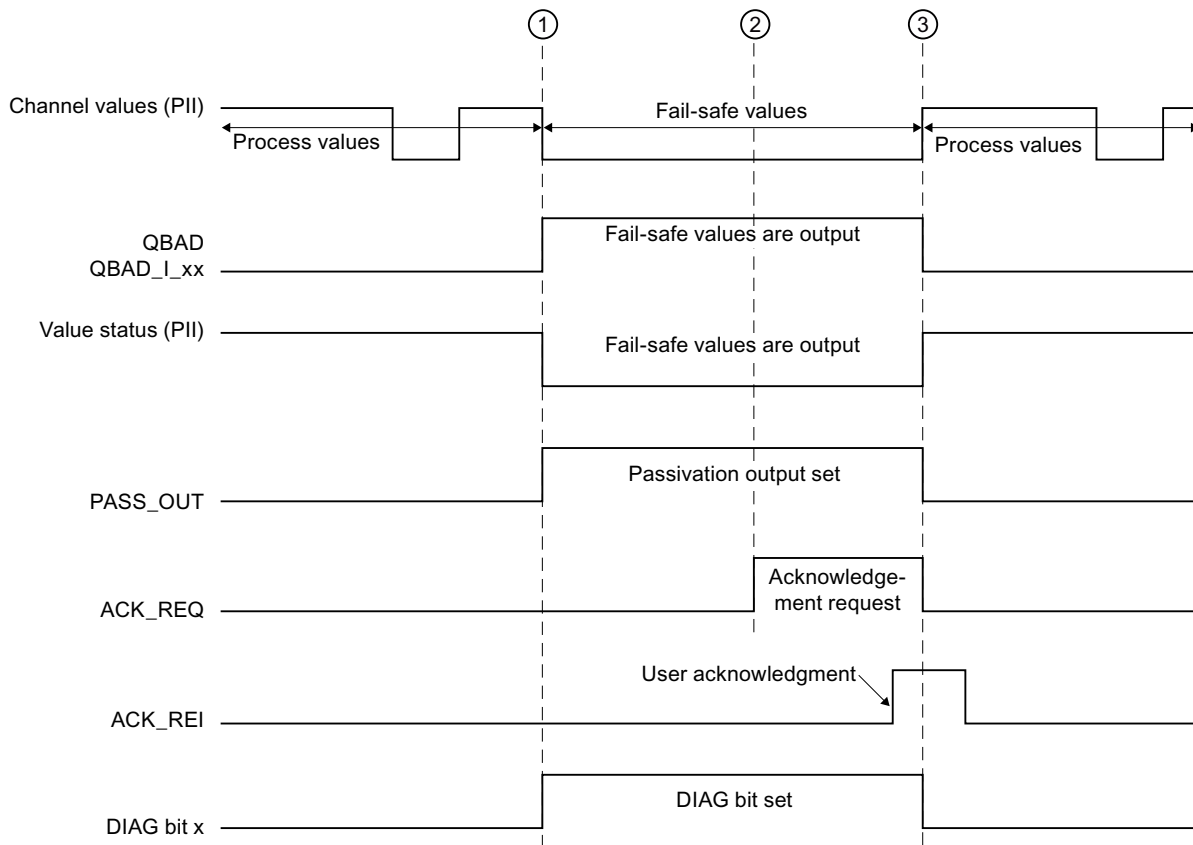 ① ② ③
Channel values (PII)
Fail-safe values
Process values
Process values
QBAD
QBAD_I_xx
Fail-safe values are output
Value status (PII)
Fail-safe values are output
PASS_OUT
Passivation output set
ACK_REQ
Acknowledge-
ment request
User acknowledgment
ACK_REI
DIAG bit set
DIAG bit x